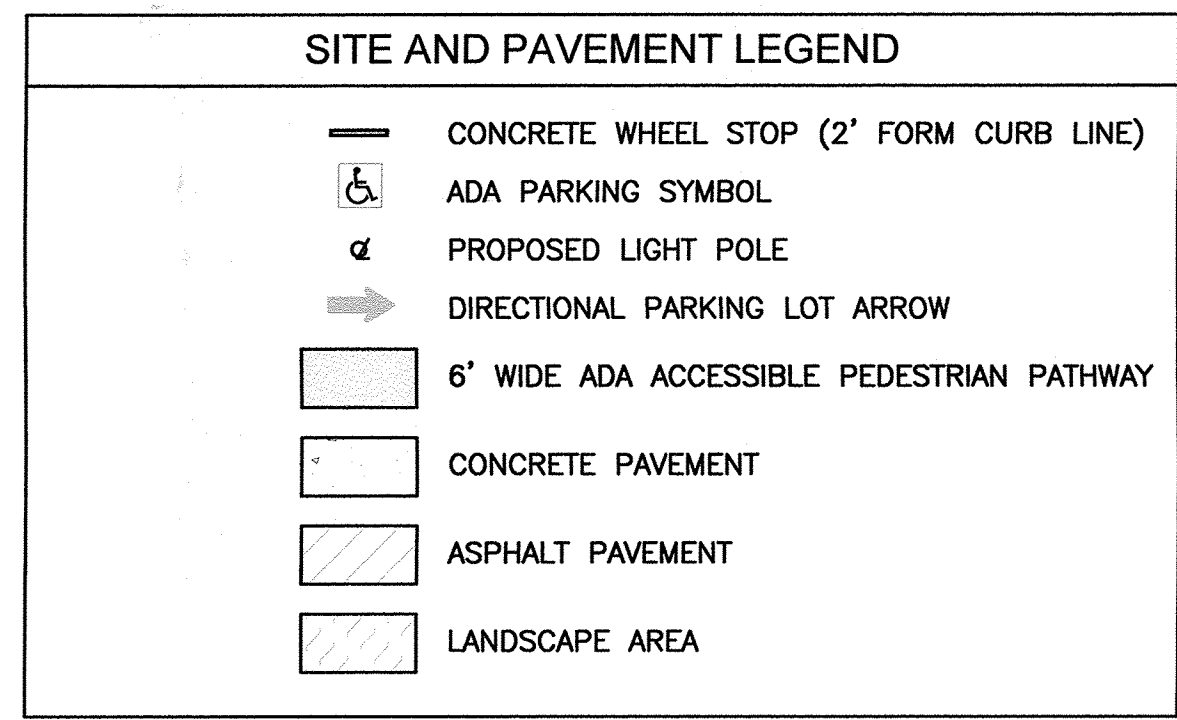 SITE AND PAVEMENT LEGEND
CONCRETE WHEEL STOP (2' FORM CURB LINE)
ADA PARKING SYMBOL
PROPOSED LIGHT POLE
DIRECTIONAL PARKING LOT ARROW
6' WIDE ADA ACCESSIBLE PEDESTRIAN PATHWAY
CONCRETE PAVEMENT
ASPHALT PAVEMENT
LANDSCAPE AREA